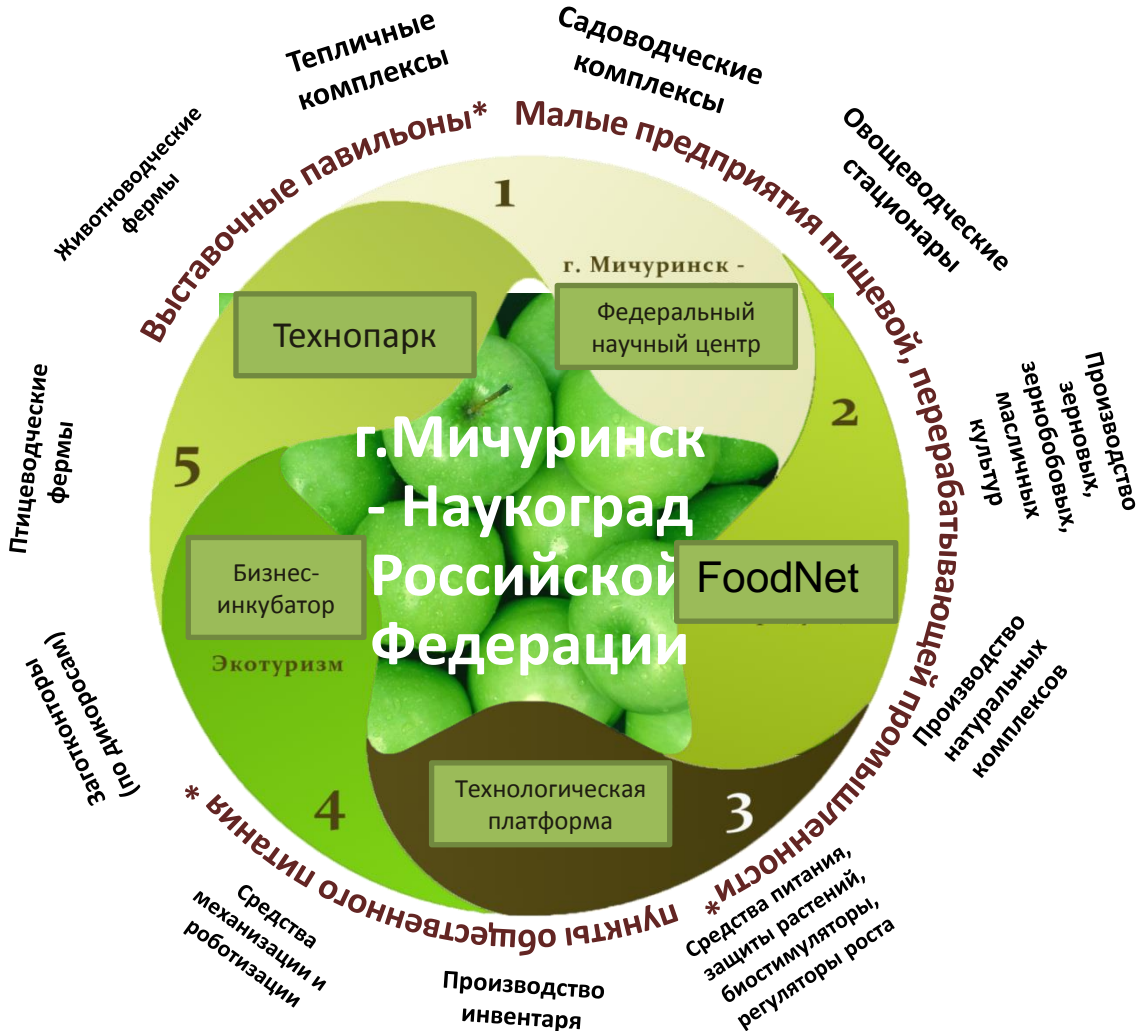 Тепличные
комплексы
Садоводческие
комплексы
Животноводческие
фермы
Овощеводческие
стационары
Выставочные павильоны*
Малые предприятия пищевой, перерабатывающей промышленности*
1
г. Мичуринск -
Федеральный
научный центр
Технопарк
2
Производство
зерновых,
зернобобовых,
масличных
культур
Птицеводческие
фермы
5
г.Мичуринск
- Наукоград
Российской
Федерации
FoodNet
Бизнес-
инкубатор
Экотуризм
Заготконторы
(по дикоросам)
Производство
натуральных
комплексов
Технологическая
платформа
3
4
пункты общественного питания *
Средства
механизации и
роботизации
Производство
инвентаря
Средства питания,
защиты растений,
биостимуляторы,
регуляторы роста